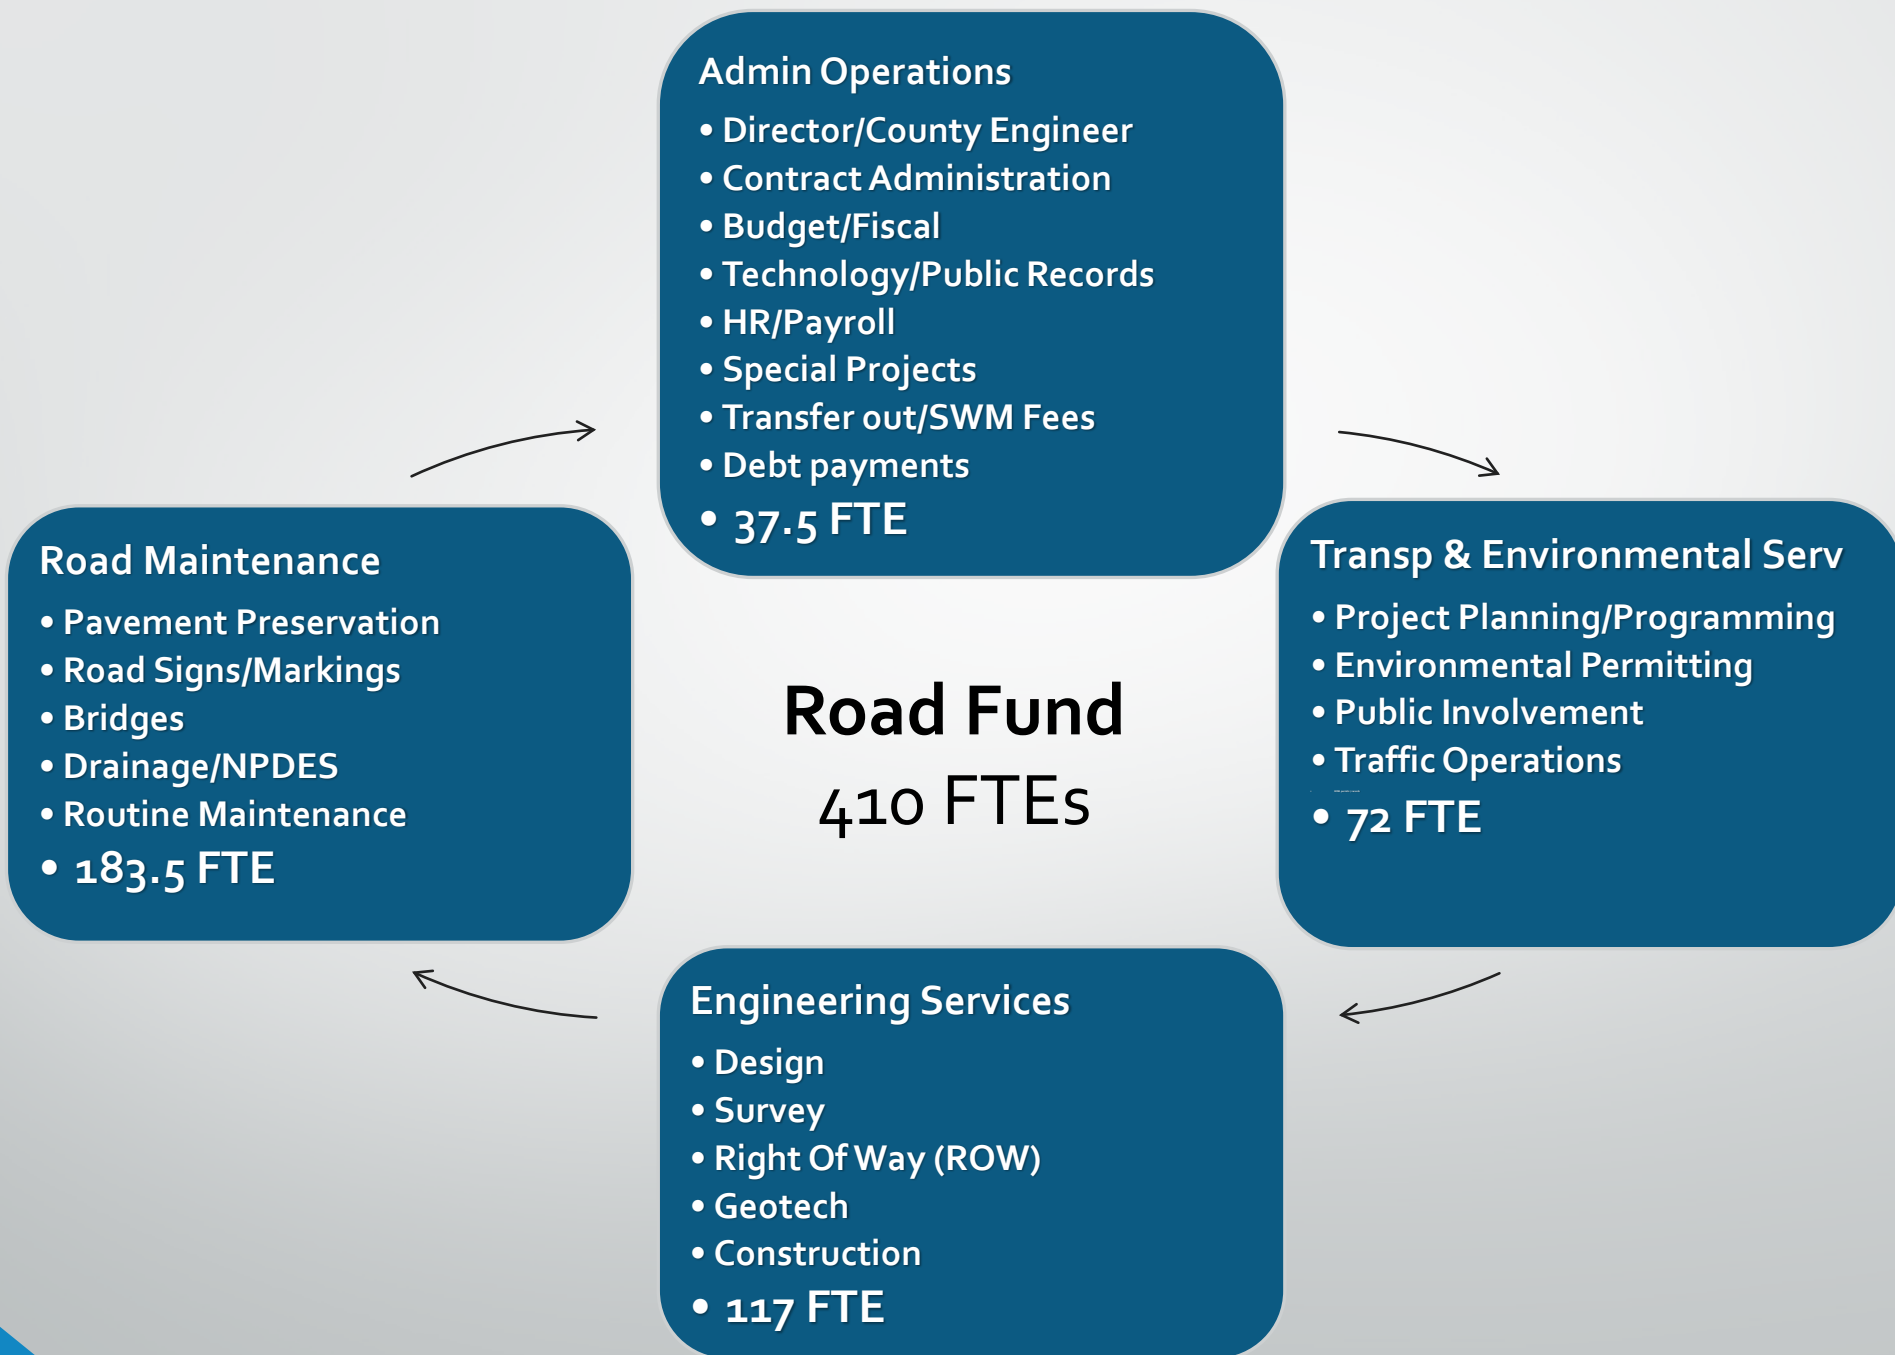 Admin Operations
• Director/County Engineer
• Contract Administration
• Budget/Fiscal
• Technology/Public Records
• HR/Payroll
• Special Projects
• Transfer out/SWM Fees
• Debt payments
• 37.5 FTE
Transp & Environmental Serv
• Project Planning/Programming
• Environmental Permitting
• Public Involvement
• Traffic Operations
• 72 FTE
Engineering Services
• Design
• Survey
• Right Of Way (ROW)
• Geotech
• Construction
• 117 FTE
Road Maintenance
• Pavement Preservation
• Road Signs/Markings
• Bridges
• Drainage/NPDES
• Routine Maintenance
• 183.5 FTE
Road Fund
410 FTEs